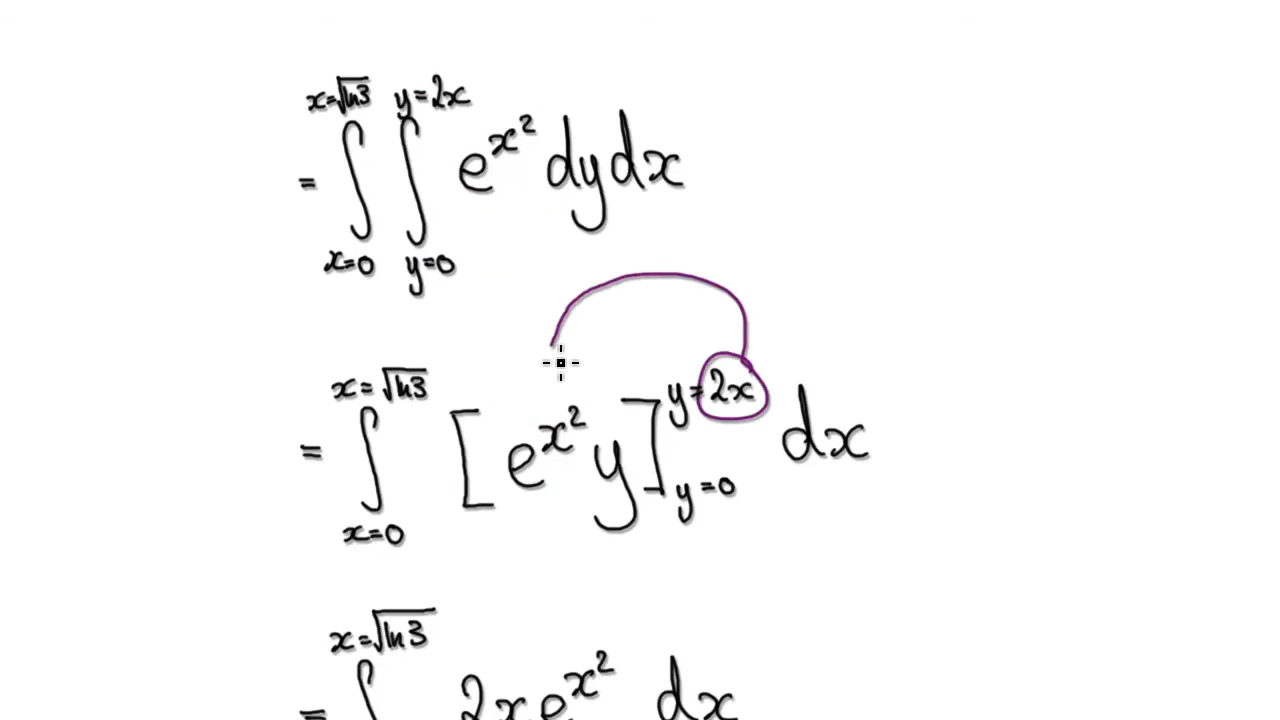 x=√ln3 y=2x
= ∫ ∫ e^x² dy dx
x=0 y=0
x=√ln3 y=2x
= ∫ [e^x² y] dx
y=0
x=0
x=√ln3
= ∫ 2xe^x² dx